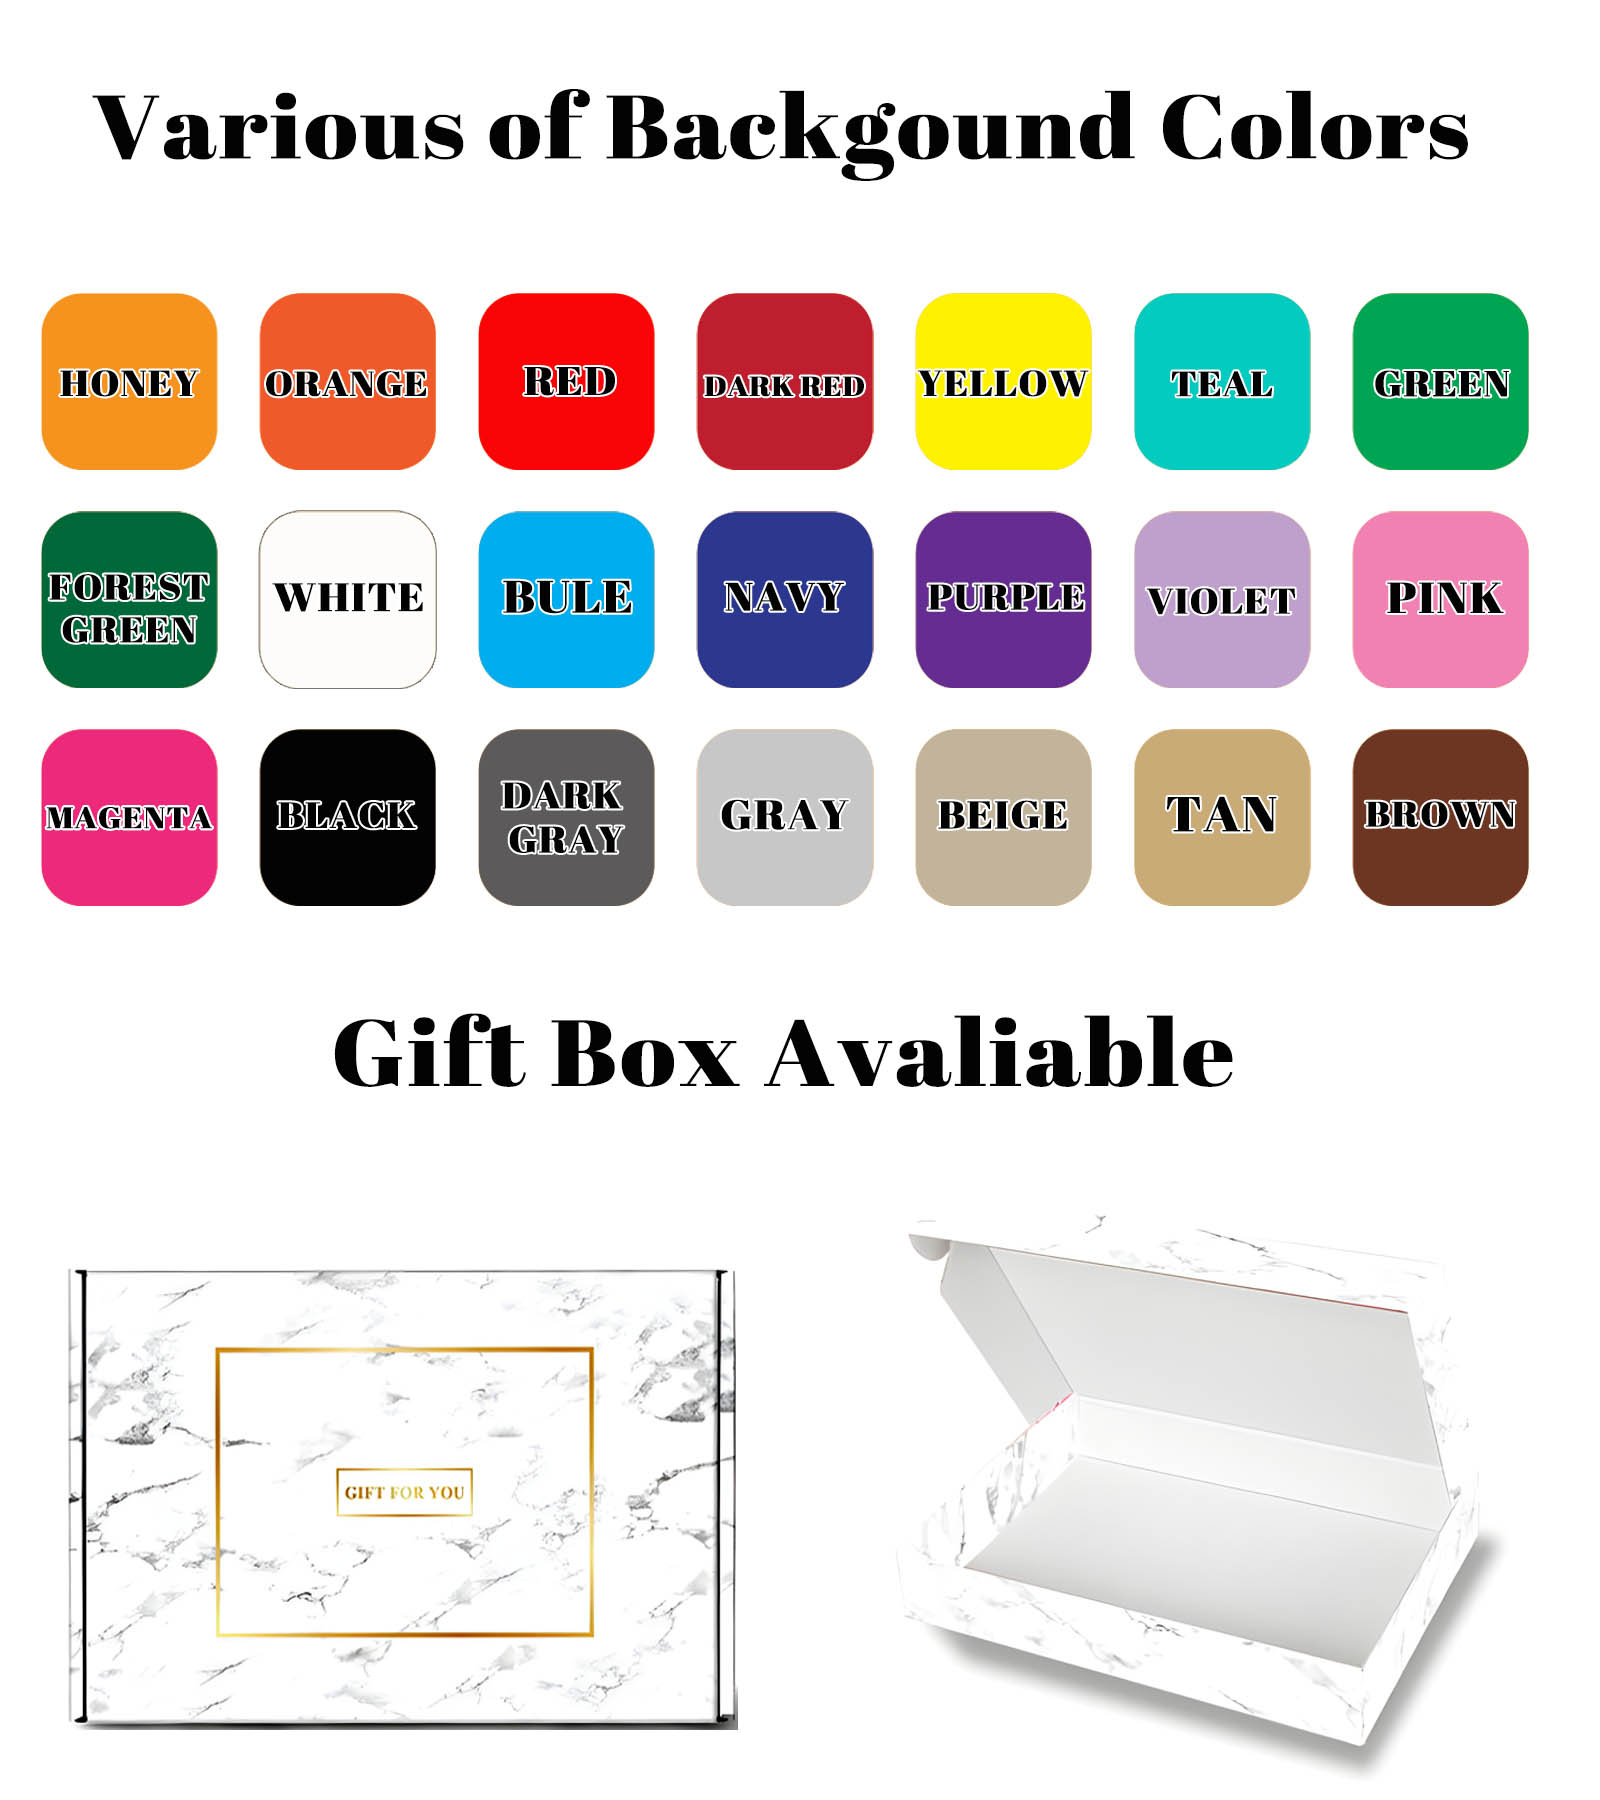 Various of Backgound Colors
HONEY
ORANGE
RED
DARK RED
YELLOW
TEAL
GREEN
FOREST
GREEN
WHITE
BULE
NAVY
PURPLE
VIOLET
PINK
MAGENTA
BLACK
DARK
GRAY
GRAY
BEIGE
TAN
BROWN
Gift Box Avaliable
GIFT FOR YOU